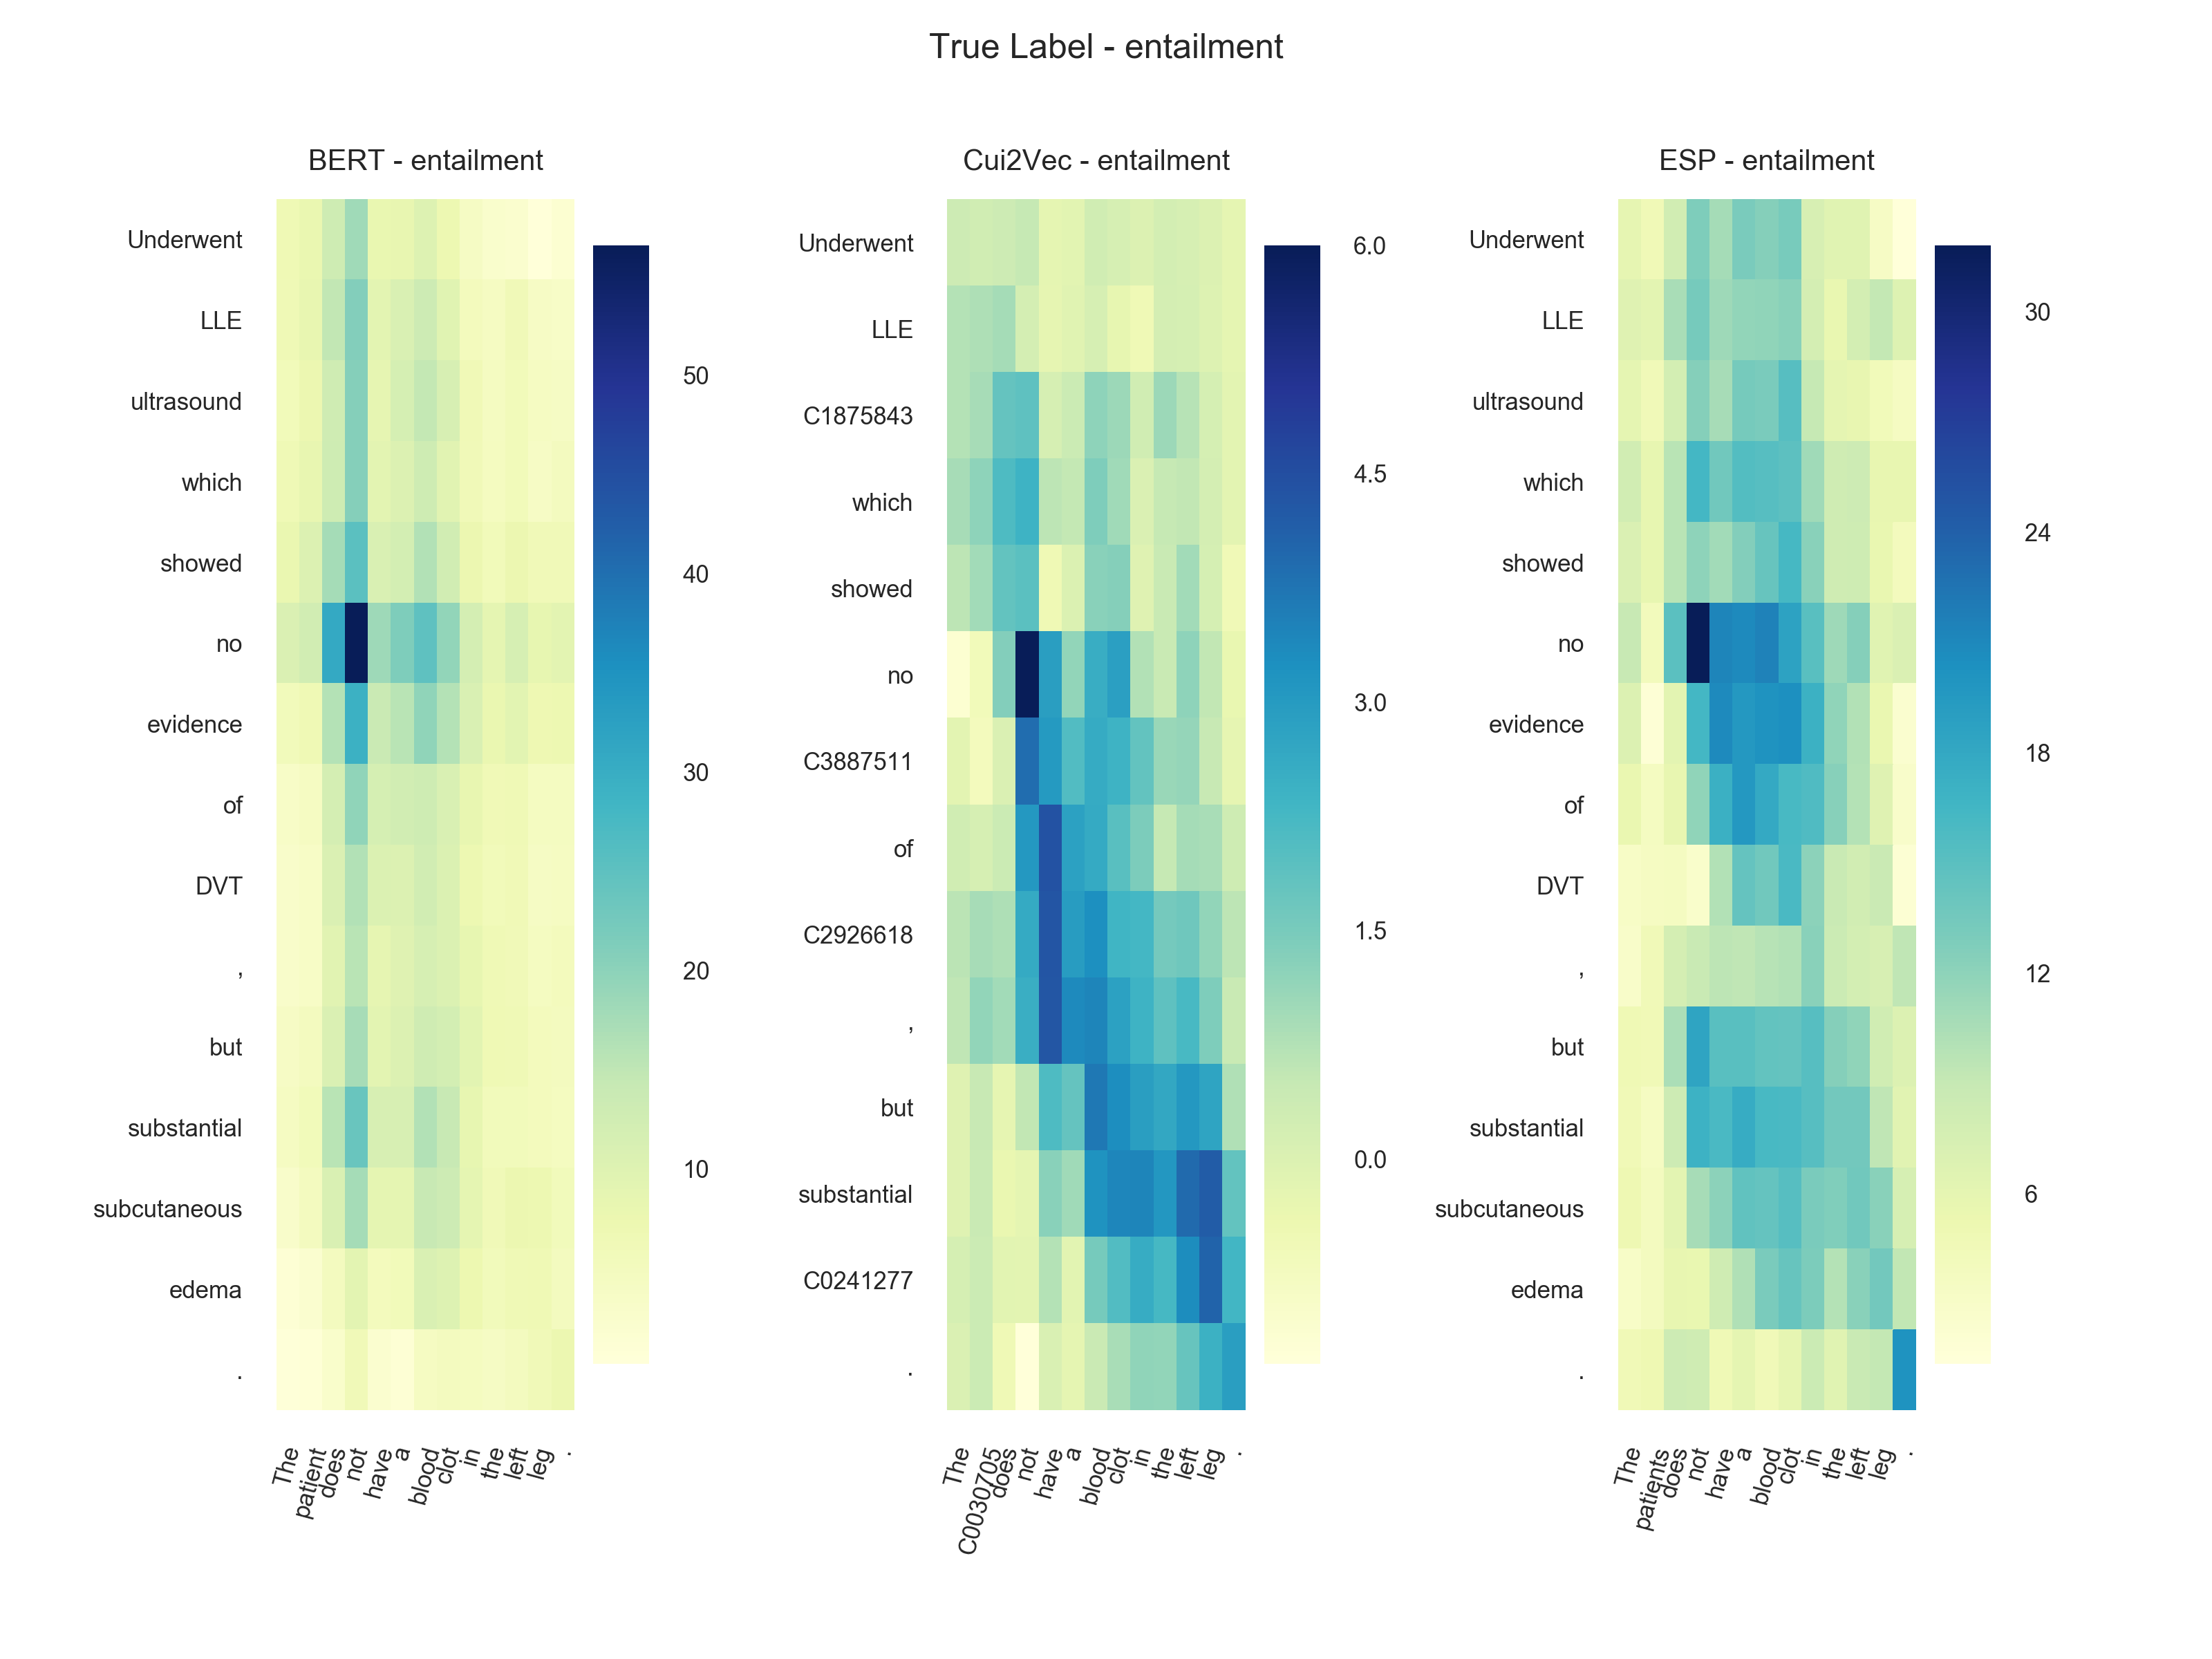 True Label - entailment
BERT - entailment
Underwent
LLE
ultrasound
which
showed
no
evidence
of
DVT
,
but
substantial
subcutaneous
edema
.
The
patient
does
not
have
a
blood
clot
in
the
left
leg
.
50
40
30
20
10
Cui2Vec - entailment
Underwent
LLE
C1875843
which
showed
no
C3887511
of
C2926618
,
but
substantial
C0241277
.
The
C0030705
does
not
have
a
blood
clot
in
the
left
leg
.
6.0
4.5
3.0
1.5
0.0
ESP - entailment
Underwent
LLE
ultrasound
which
showed
no
evidence
of
DVT
,
but
substantial
subcutaneous
edema
.
The
patients
does
not
have
a
blood
clot
in
the
left
leg
.
30
24
18
12
6